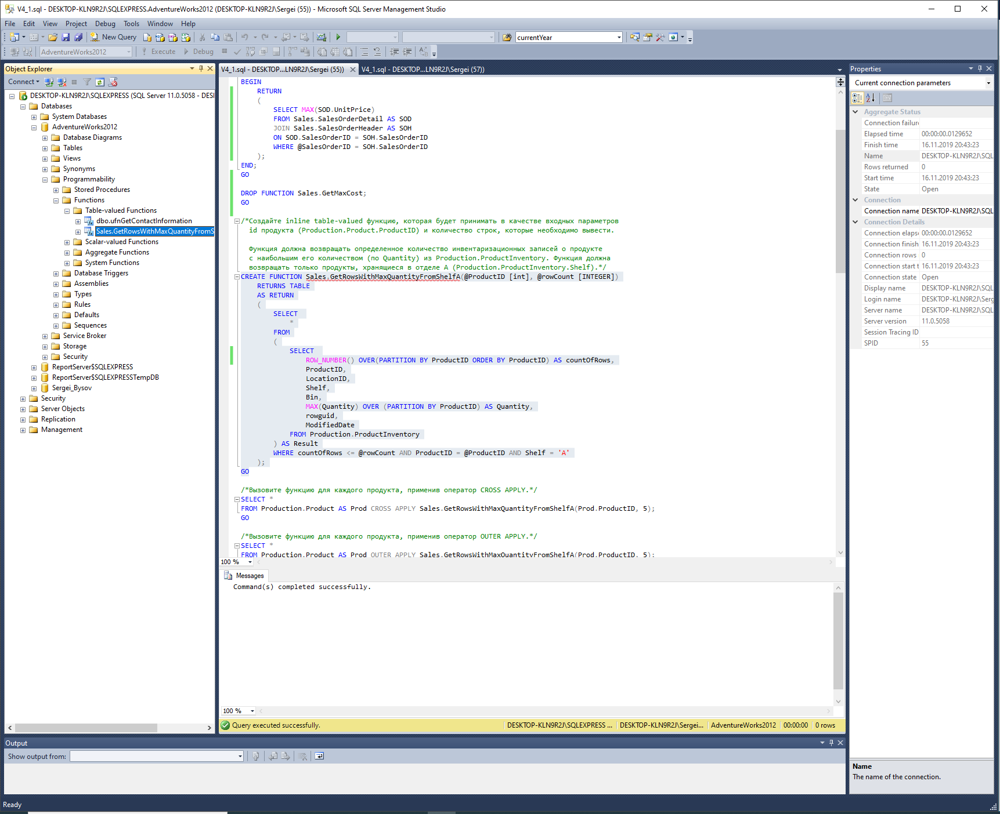 V4_1.sql - DESKTOP-KLN9R2J\SQLEXPRESS.AdventureWorks2012 (DESKTOP-KLN9R2J\Sergei (55)) - Microsoft SQL Server Management Studio
File Edit View Project Debug Tools Window Help
New Query
currentYear
AdventureWorks2012
Execute
Debug
Object Explorer
Connect
DESKTOP-KLN9R2J\SQLEXPRESS (SQL Server 11.0.5058 - DESI
Databases
System Databases
AdventureWorks2012
Database Diagrams
Tables
Views
Synonyms
Programmability
Stored Procedures
Functions
Table-valued Functions
dbo.ufnGetContactInformation
Sales.GetRowsWithMaxQuantityFromS
Scalar-valued Functions
Aggregate Functions
System Functions
Database Triggers
Assemblies
Types
Rules
Defaults
Sequences
Service Broker
Storage
Security
ReportServer$SQLEXPRESS
ReportServer$SQLEXPRESSTempDB
Sergei_Bysov
Security
Server Objects
Replication
Management
V4_1.sql - DESKTOP...LN9R2J\Sergei (55))
V4_1.sql - DESKTOP...LN9R2J\Sergei (57))
BEGIN
RETURN
(
SELECT MAX(SOD.UnitPrice)
FROM Sales.SalesOrderDetail AS SOD
JOIN Sales.SalesOrderHeader AS SOH
ON SOD.SalesOrderID = SOH.SalesOrderID
WHERE @SalesOrderID = SOH.SalesOrderID
);
END;
GO
DROP FUNCTION Sales.GetMaxCost;
GO
/*Создайте inline table-valued функцию, которая будет принимать в качестве входных параметров
id продукта (Production.Product.ProductID) и количество строк, которые необходимо вывести.
Функция должна возвращать определенное количество инвентаризационных записей о продукте
с наибольшим его количеством (по Quantity) из Production.ProductInventory. Функция должна
возвращать только продукты, хранящиеся в отделе А (Production.ProductInventory.Shelf).*/
CREATE FUNCTION Sales.GetRowsWithMaxQuantityFromShelfA(@ProductID [int], @rowCount [INTEGER])
RETURNS TABLE
AS RETURN
(
SELECT
*
FROM
(
SELECT
ROW_NUMBER() OVER(PARTITION BY ProductID ORDER BY ProductID) AS countOfRows,
ProductID,
LocationID,
Shelf,
Bin,
MAX(Quantity) OVER (PARTITION BY ProductID) AS Quantity,
rowguid,
ModifiedDate
FROM Production.ProductInventory
) AS Result
WHERE countOfRows <= @rowCount AND ProductID = @ProductID AND Shelf = 'A'
);
GO
/*Вызовите функцию для каждого продукта, применив оператор CROSS APPLY.*/
SELECT *
FROM Production.Product AS Prod CROSS APPLY Sales.GetRowsWithMaxQuantityFromShelfA(Prod.ProductID, 5);
GO
/*Вызовите функцию для каждого продукта, применив оператор OUTER APPLY.*/
SELECT *
FROM Production.Product AS Prod OUTER APPLY Sales.GetRowsWithMaxQuantityFromShelfA(Prod.ProductID, 5);
100 %
Messages
Command(s) completed successfully.
100 %
Query executed successfully.
DESKTOP-KLN9R2J\SQLEXPRESS ...
DESKTOP-KLN9R2J\Sergei...
AdventureWorks2012
00:00:00
0 rows
Properties
Current connection parameters
Aggregate Status
Connection failure
Elapsed time 00:00:00.0129652
Finish time 16.11.2019 20:43:23
Name DESKTOP-KLN9R2J\SQL
Rows returned 0
Start time 16.11.2019 20:43:23
State Open
Connection
Connection name DESKTOP-KLN9R2J\SQL
Connection Details
Connection elaps 00:00:00.0129652
Connection finish 16.11.2019 20:43:23
Connection rows 0
Connection start t 16.11.2019 20:43:23
Connection state Open
Display name DESKTOP-KLN9R2J\SQL
Login name DESKTOP-KLN9R2J\Serg
Server name DESKTOP-KLN9R2J\SQL
Server version 11.0.5058
Session Tracing ID
SPID 55
Name
The name of the connection.
Output
Show output from:
Ready